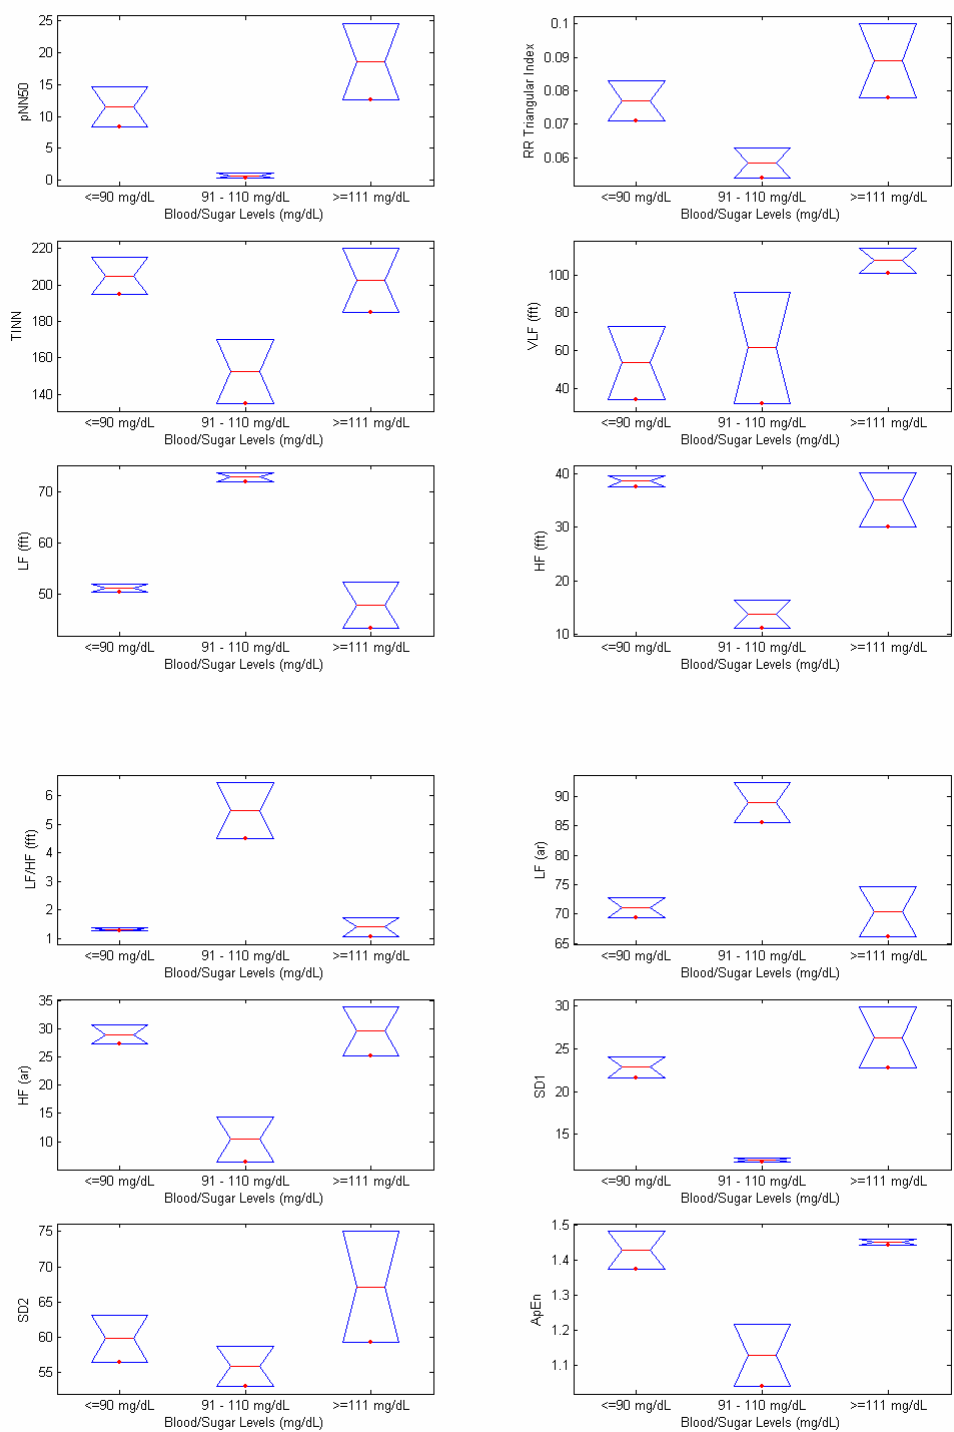 25
20
15
10
5
0
pNN50
<=90 mg/dL 91 - 110 mg/dL >=111 mg/dL
Blood/Sugar Levels (mg/dL)
0.1
0.09
0.08
0.07
0.06
RR Triangular Index
<=90 mg/dL 91 - 110 mg/dL >=111 mg/dL
Blood/Sugar Levels (mg/dL)
220
200
180
160
140
TINN
<=90 mg/dL 91 - 110 mg/dL >=111 mg/dL
Blood/Sugar Levels (mg/dL)
100
80
60
40
VLF (fft)
<=90 mg/dL 91 - 110 mg/dL >=111 mg/dL
Blood/Sugar Levels (mg/dL)
70
60
50
LF (fft)
<=90 mg/dL 91 - 110 mg/dL >=111 mg/dL
Blood/Sugar Levels (mg/dL)
40
30
20
10
HF (fft)
<=90 mg/dL 91 - 110 mg/dL >=111 mg/dL
Blood/Sugar Levels (mg/dL)
6
5
4
3
2
1
LF/HF (fft)
<=90 mg/dL 91 - 110 mg/dL >=111 mg/dL
Blood/Sugar Levels (mg/dL)
90
85
80
75
70
65
LF (ar)
<=90 mg/dL 91 - 110 mg/dL >=111 mg/dL
Blood/Sugar Levels (mg/dL)
35
30
25
20
15
10
HF (ar)
<=90 mg/dL 91 - 110 mg/dL >=111 mg/dL
Blood/Sugar Levels (mg/dL)
30
25
20
15
SD1
<=90 mg/dL 91 - 110 mg/dL >=111 mg/dL
Blood/Sugar Levels (mg/dL)
75
70
65
60
55
SD2
<=90 mg/dL 91 - 110 mg/dL >=111 mg/dL
Blood/Sugar Levels (mg/dL)
1.5
1.4
1.3
1.2
1.1
ApEn
<=90 mg/dL 91 - 110 mg/dL >=111 mg/dL
Blood/Sugar Levels (mg/dL)